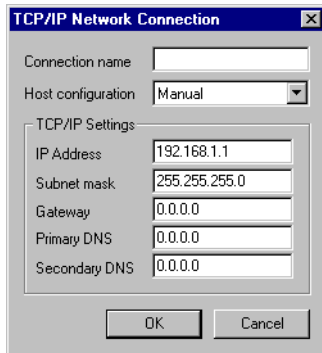 TCP/IP Network Connection
Connection name
Host configuration Manual
TCP/IP Settings
IP Address 192.168.1.1
Subnet mask 255.255.255.0
Gateway 0.0.0.0
Primary DNS 0.0.0.0
Secondary DNS 0.0.0.0
OK Cancel